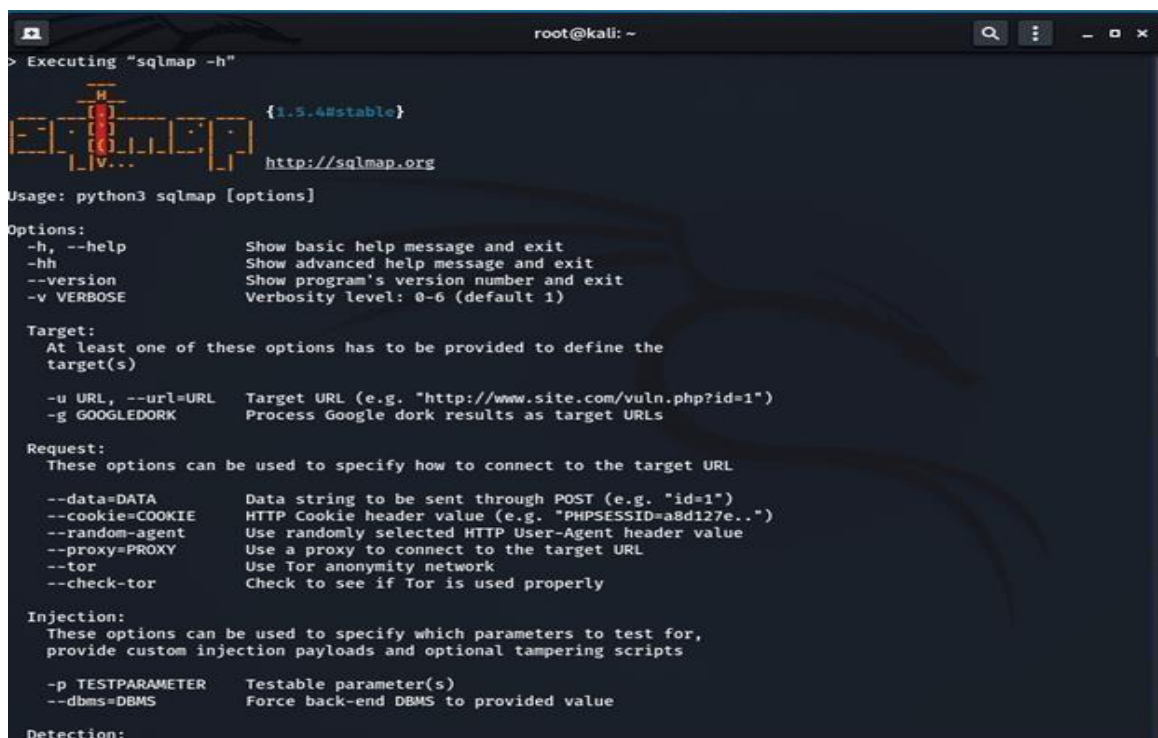 root@kali: ~
> Executing "sqlmap -h"
{1.5.4#stable}
http://sqlmap.org
Usage: python3 sqlmap [options]
Options:
-h, --help Show basic help message and exit
-hh Show advanced help message and exit
--version Show program's version number and exit
-v VERBOSE Verbosity level: 0-6 (default 1)
Target:
At least one of these options has to be provided to define the
target(s)
-u URL, --url=URL Target URL (e.g. "http://www.site.com/vuln.php?id=1")
-g GOOGLEDORK Process Google dork results as target URLs
Request:
These options can be used to specify how to connect to the target URL
--data=DATA Data string to be sent through POST (e.g. "id=1")
--cookie=COOKIE HTTP Cookie header value (e.g. "PHPSESSID=a8d127e..")
--random-agent Use randomly selected HTTP User-Agent header value
--proxy=PROXY Use a proxy to connect to the target URL
--tor Use Tor anonymity network
--check-tor Check to see if Tor is used properly
Injection:
These options can be used to specify which parameters to test for,
provide custom injection payloads and optional tampering scripts
-p TESTPARAMETER Testable parameter(s)
--dbms=DBMS Force back-end DBMS to provided value
Detection: